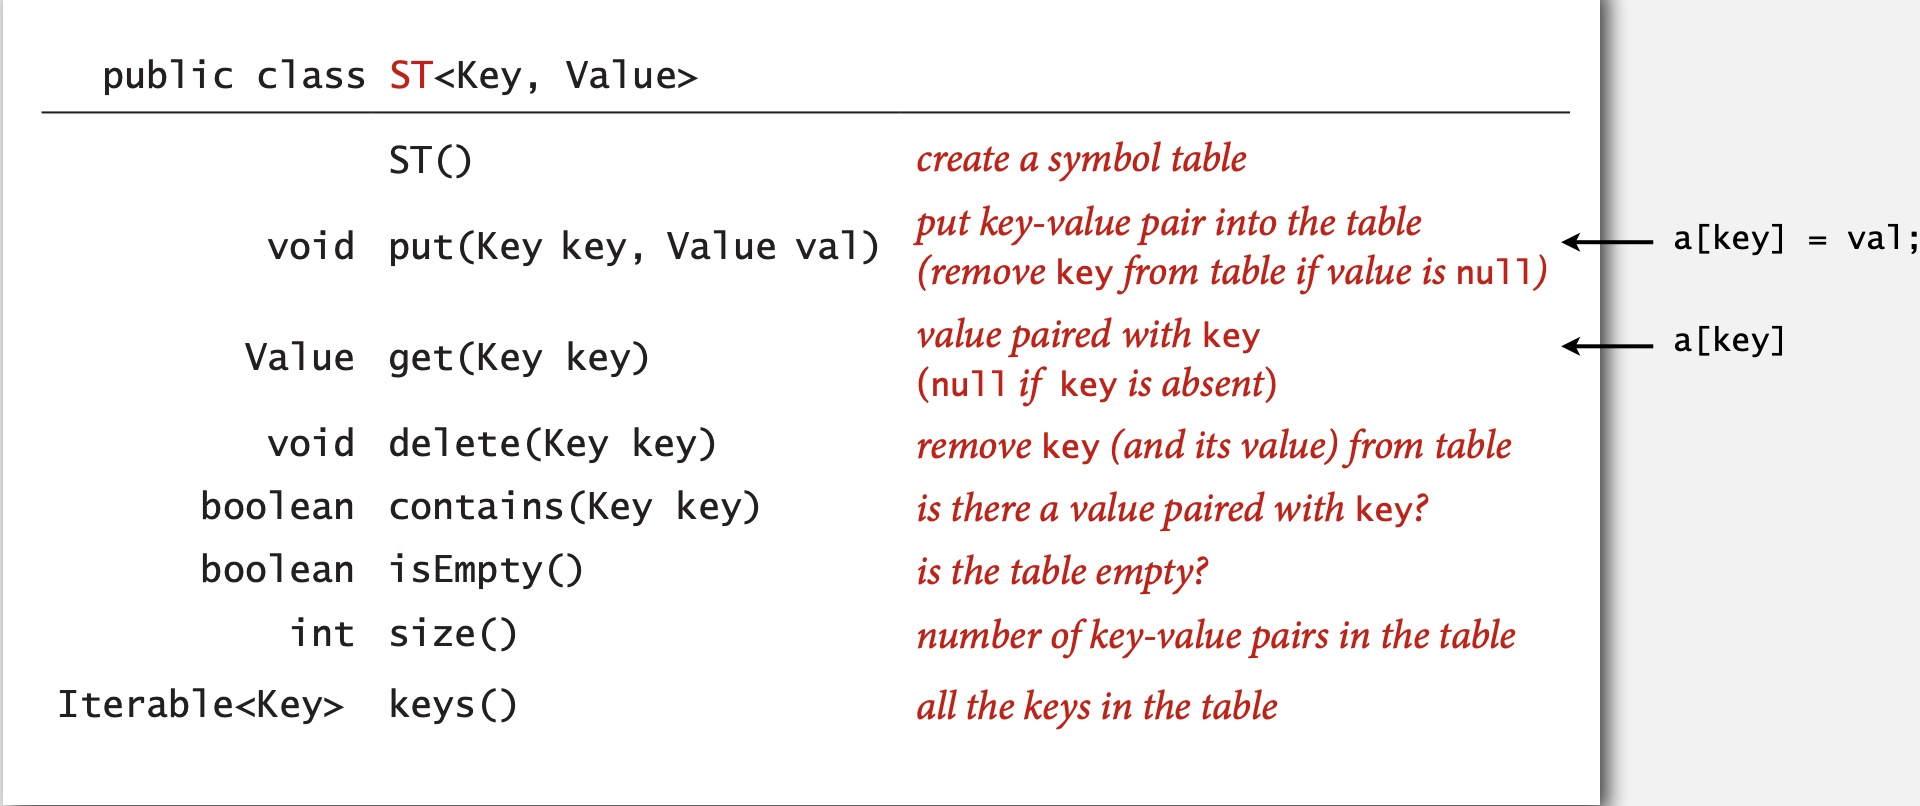 public class ST<Key, Value>
ST() create a symbol table
void put(Key key, Value val) put key-value pair into the table
(remove key from table if value is null)
a[key] = val;
Value get(Key key) value paired with key
(null if key is absent)
a[key]
void delete(Key key) remove key (and its value) from table
boolean contains(Key key) is there a value paired with key?
boolean isEmpty() is the table empty?
int size() number of key-value pairs in the table
Iterable<Key> keys() all the keys in the table